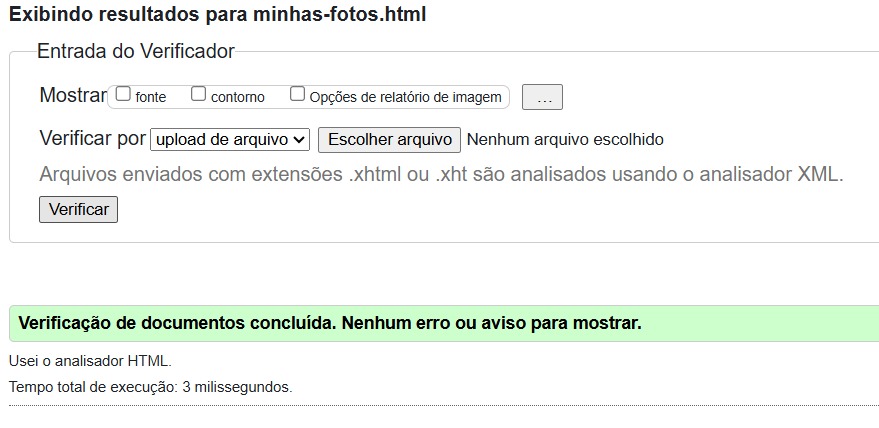 Exibindo resultados para minhas-fotos.html
Entrada do Verificador
Mostrar fonte contorno Opções de relatório de imagem ...
Verificar por upload de arquivo Escolher arquivo Nenhum arquivo escolhido
Arquivos enviados com extensões .xhtml ou .xht são analisados usando o analisador XML.
Verificar
Verificação de documentos concluída. Nenhum erro ou aviso para mostrar.
Usei o analisador HTML.
Tempo total de execução: 3 milissegundos.